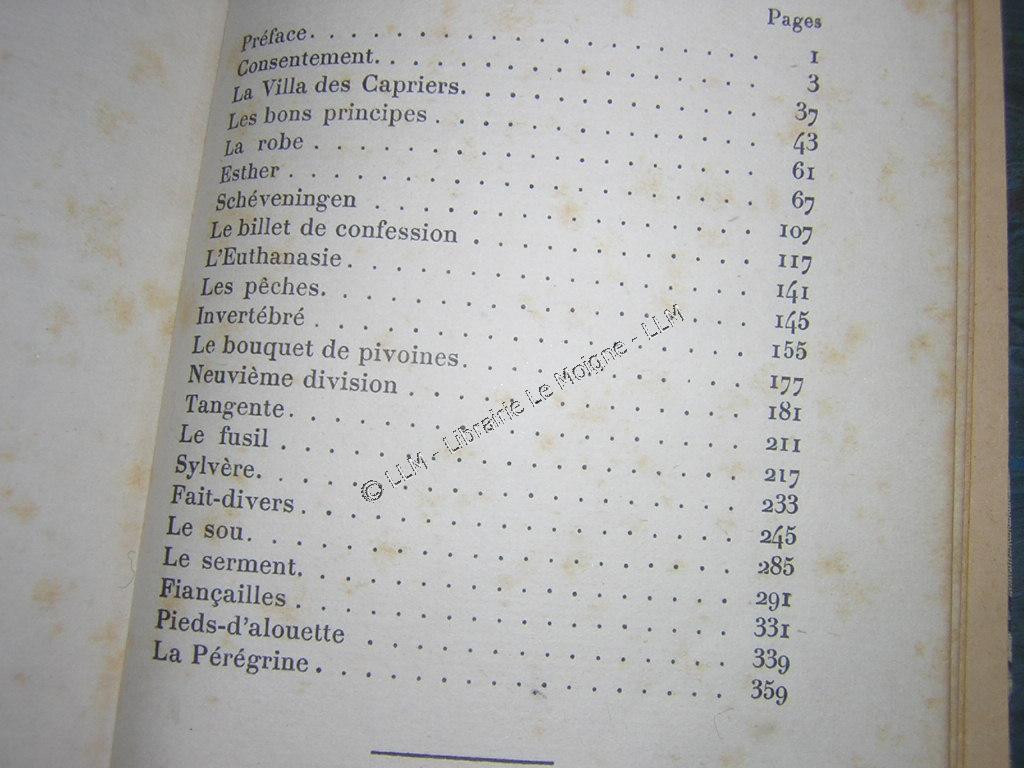 Pages
Préface. . . . . . . . . . . . . . . . . 1
Consentement. . . . . . . . . . . . . . 3
La Villa des Capriers. . . . . . . . . . . 37
Les bons principes . . . . . . . . . . . . 43
La robe . . . . . . . . . . . . . . . . 61
Esther . . . . . . . . . . . . . . . . . 67
Schéveningen . . . . . . . . . . . . . . 107
Le billet de confession . . . . . . . . . . 117
L'Euthanasie. . . . . . . . . . . . . . . 141
Les pêches. . . . . . . . . . . . . . . . 145
Invertébré . . . . . . . . . . . . . . . 155
Le bouquet de pivoines. . . . . . . . . . . 177
Neuvième division . . . . . . . . . . . . 181
Tangente. . . . . . . . . . . . . . . . 211
Le fusil . . . . . . . . . . . . . . . . 217
Sylvère. . . . . . . . . . . . . . . . . 233
Fait-divers . . . . . . . . . . . . . . . 245
Le sou. . . . . . . . . . . . . . . . . 285
Le serment. . . . . . . . . . . . . . . 291
Fiançailles . . . . . . . . . . . . . . . 331
Pieds-d'alouette . . . . . . . . . . . . . 339
La Pérégrine. . . . . . . . . . . . . . . 359
© LLM - Librairie Le Moigne - LLM